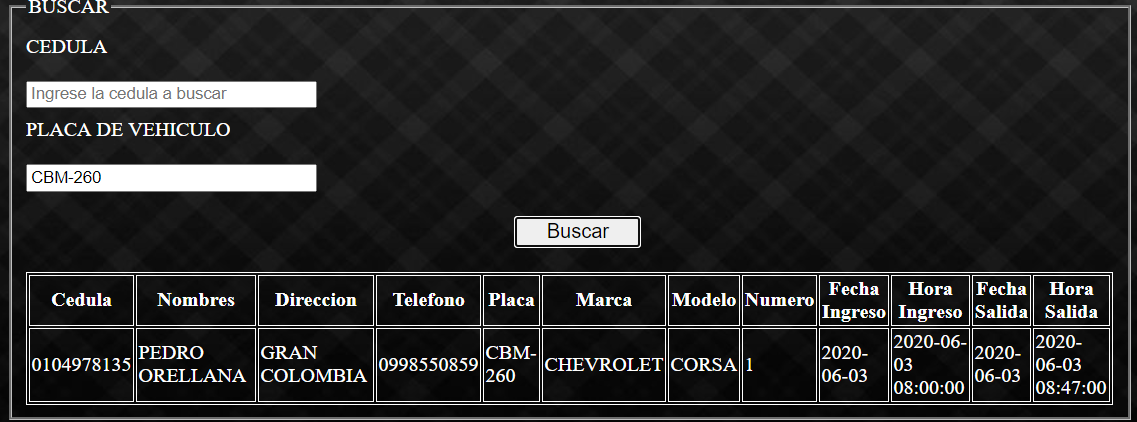 BUSCAR
CEDULA
Ingrese la cedula a buscar
PLACA DE VEHICULO
CBM-260
Buscar
Cedula Nombres Direccion Telefono Placa Marca Modelo Numero Fecha Ingreso Hora Ingreso Fecha Salida Hora Salida
0104978135 PEDRO ORELLANA GRAN COLOMBIA 0998550859 CBM-260 CHEVROLET CORSA 1 2020-06-03 2020-06-03 08:00:00 2020-06-03 2020-06-03 08:47:00